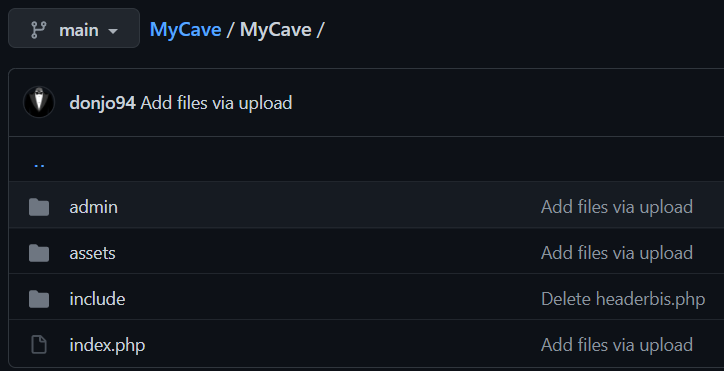 main MyCave / MyCave /
donjo94 Add files via upload
..
admin Add files via upload
assets Add files via upload
include Delete headerbis.php
index.php Add files via upload